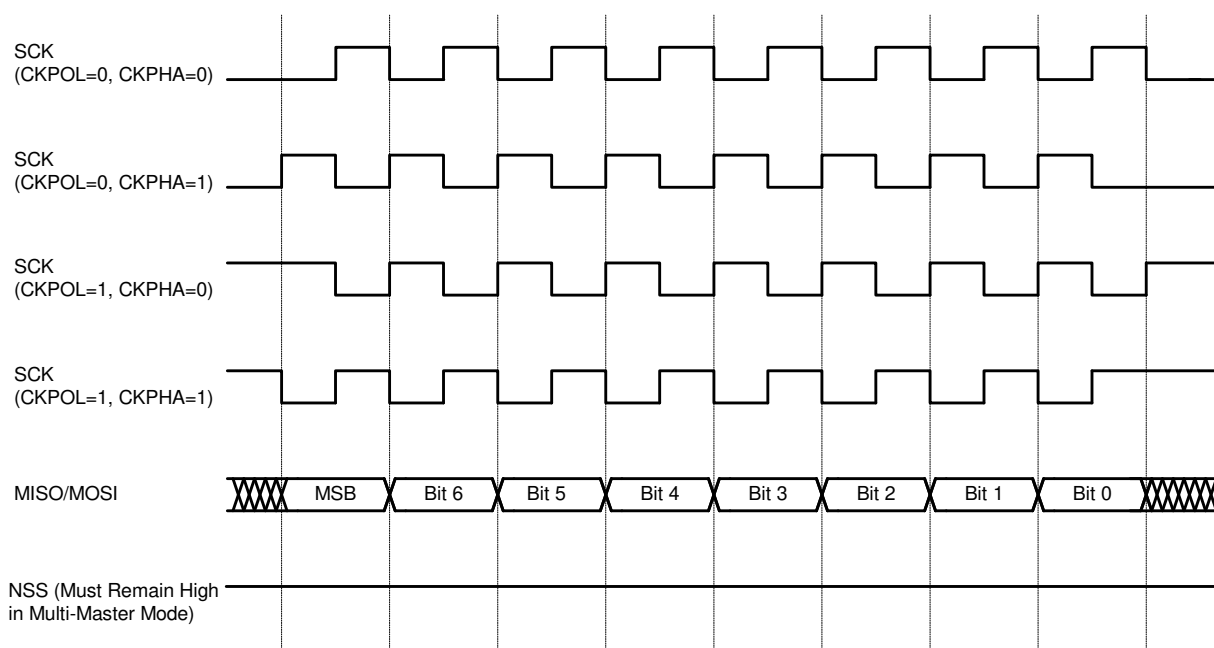 SCK
(CKPOL=0, CKPHA=0)
SCK
(CKPOL=0, CKPHA=1)
SCK
(CKPOL=1, CKPHA=0)
SCK
(CKPOL=1, CKPHA=1)
MISO/MOSI MSB Bit 6 Bit 5 Bit 4 Bit 3 Bit 2 Bit 1 Bit 0
NSS (Must Remain High
in Multi-Master Mode)